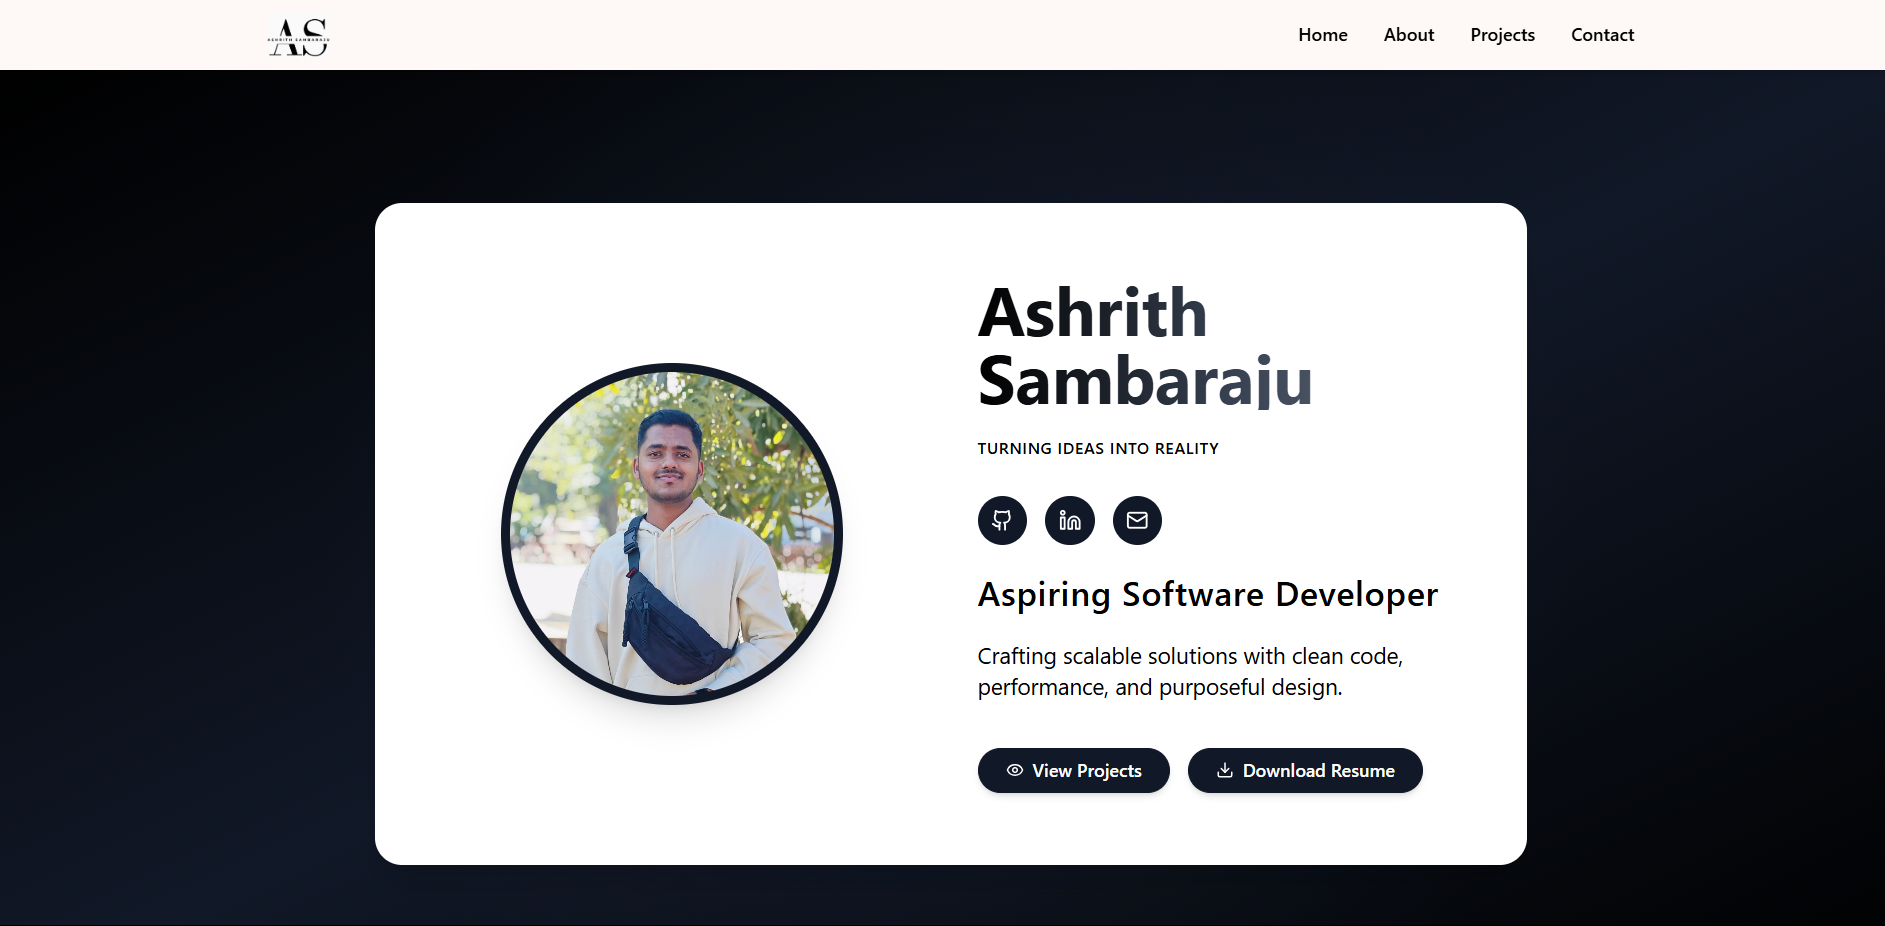 AS
ASHRITH SAMBARAJU
Home
About
Projects
Contact
Ashrith
Sambaraju
TURNING IDEAS INTO REALITY
in
Aspiring Software Developer
Crafting scalable solutions with clean code,
performance, and purposeful design.
View Projects
Download Resume